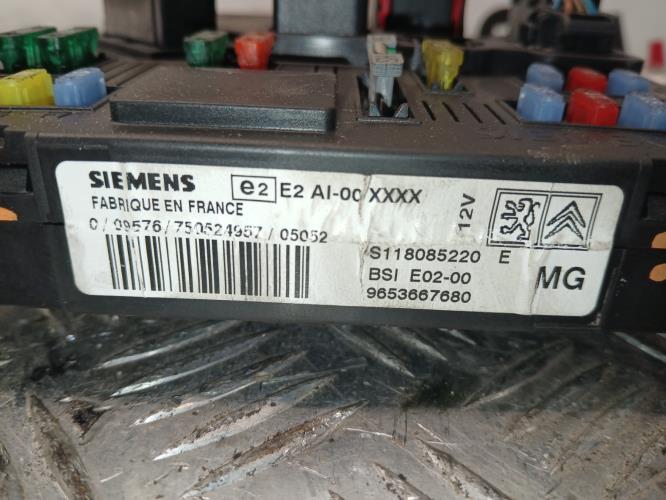 SIEMENS
e2 E2 AI-00 XXXX
FABRIQUE EN FRANCE
0 / 09576 / 750524957 / 05052
12V
S118085220 E
BSI E02-00
9653667680
MG